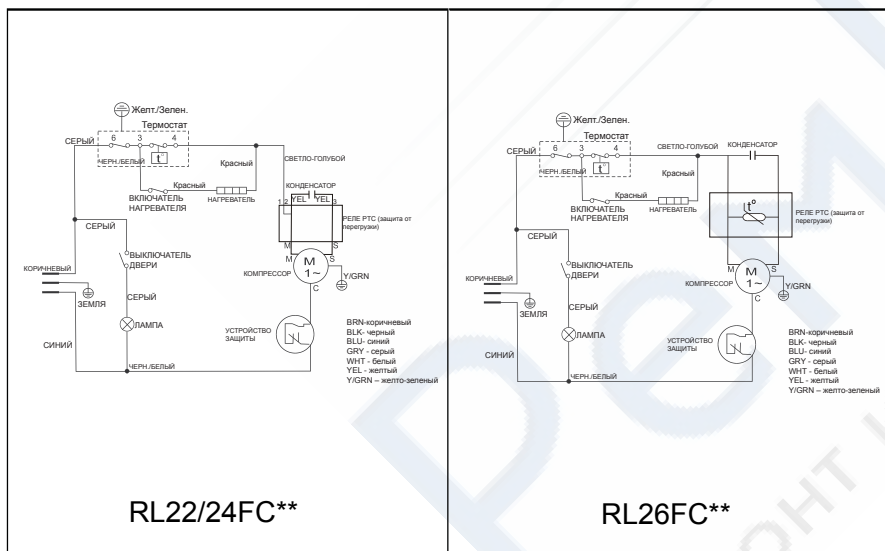 Желт./Зелен.
Термостат
СЕРЫЙ
6 3 4
t°
ЧЕРН./БЕЛЫЙ
Красный
СВЕТЛО-ГОЛУБОЙ
Красный
ВКЛЮЧАТЕЛЬ
НАГРЕВАТЕЛЯ
НАГРЕВАТЕЛЬ
КОНДЕНСАТОР
1 2 YEL YEL 3
РЕЛЕ PTC (защита от
перегрузки)
СЕРЫЙ
M S
M M S
1~
C
КОМПРЕССОР
Y/GRN
ВЫКЛЮЧАТЕЛЬ
ДВЕРИ
КОРИЧНЕВЫЙ
ЗЕМЛЯ
СЕРЫЙ
ЛАМПА
УСТРОЙСТВО
ЗАЩИТЫ
СИНИЙ
ЧЕРН./БЕЛЫЙ
BRN-коричневый
BLK- черный
BLU- синий
GRY - серый
WHT - белый
YEL - желтый
Y/GRN – желто-зеленый
RL22/24FC**
Желт./Зелен.
Термостат
СЕРЫЙ
6 3 4
t°
ЧЕРН./БЕЛЫЙ
Красный
СВЕТЛО-ГОЛУБОЙ
КОНДЕНСАТОР
Красный
ВКЛЮЧАТЕЛЬ
НАГРЕВАТЕЛЯ
НАГРЕВАТЕЛЬ
t°
РЕЛЕ PTC (защита от
перегрузки)
СЕРЫЙ
M M S
1~
C
КОМПРЕССОР
Y/GRN
ВЫКЛЮЧАТЕЛЬ
ДВЕРИ
КОРИЧНЕВЫЙ
ЗЕМЛЯ
СЕРЫЙ
ЛАМПА
УСТРОЙСТВО
ЗАЩИТЫ
СИНИЙ
ЧЕРН./БЕЛЫЙ
BRN-коричневый
BLK- черный
BLU- синий
GRY - серый
WHT - белый
YEL - желтый
Y/GRN – желто-зеленый
RL26FC**